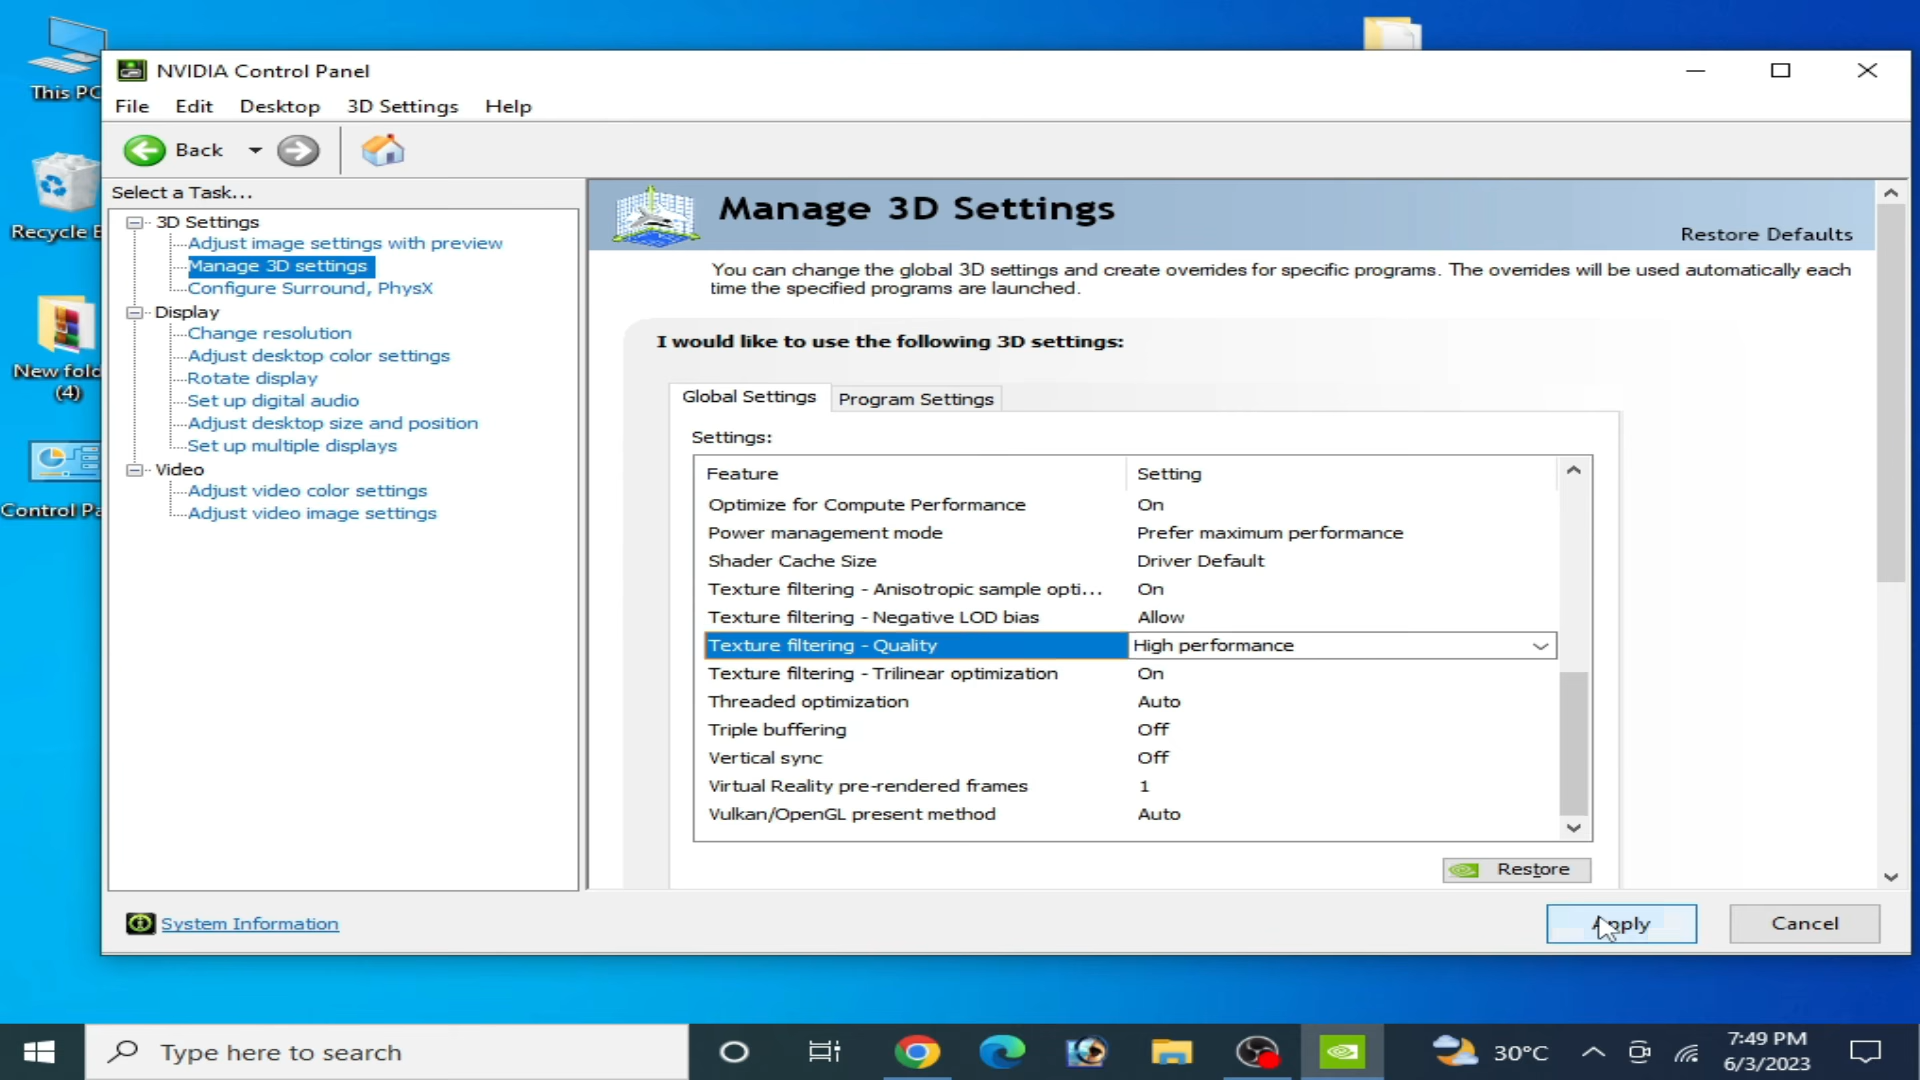 This PC
Recycle B
New fold
(4)
Control Pa
NVIDIA Control Panel
File Edit Desktop 3D Settings Help
Back
Select a Task...
3D Settings
Adjust image settings with preview
Manage 3D settings
Configure Surround, PhysX
Display
Change resolution
Adjust desktop color settings
Rotate display
Set up digital audio
Adjust desktop size and position
Set up multiple displays
Video
Adjust video color settings
Adjust video image settings
System Information
Manage 3D Settings
Restore Defaults
You can change the global 3D settings and create overrides for specific programs. The overrides will be used automatically each
time the specified programs are launched.
I would like to use the following 3D settings:
Global Settings Program Settings
Settings:
Feature Setting
Optimize for Compute Performance On
Power management mode Prefer maximum performance
Shader Cache Size Driver Default
Texture filtering - Anisotropic sample opti... On
Texture filtering - Negative LOD bias Allow
Texture filtering - Quality High performance
Texture filtering - Trilinear optimization On
Threaded optimization Auto
Triple buffering Off
Vertical sync Off
Virtual Reality pre-rendered frames 1
Vulkan/OpenGL present method Auto
Restore
Apply Cancel
Type here to search
30°C
7:49 PM
6/3/2023